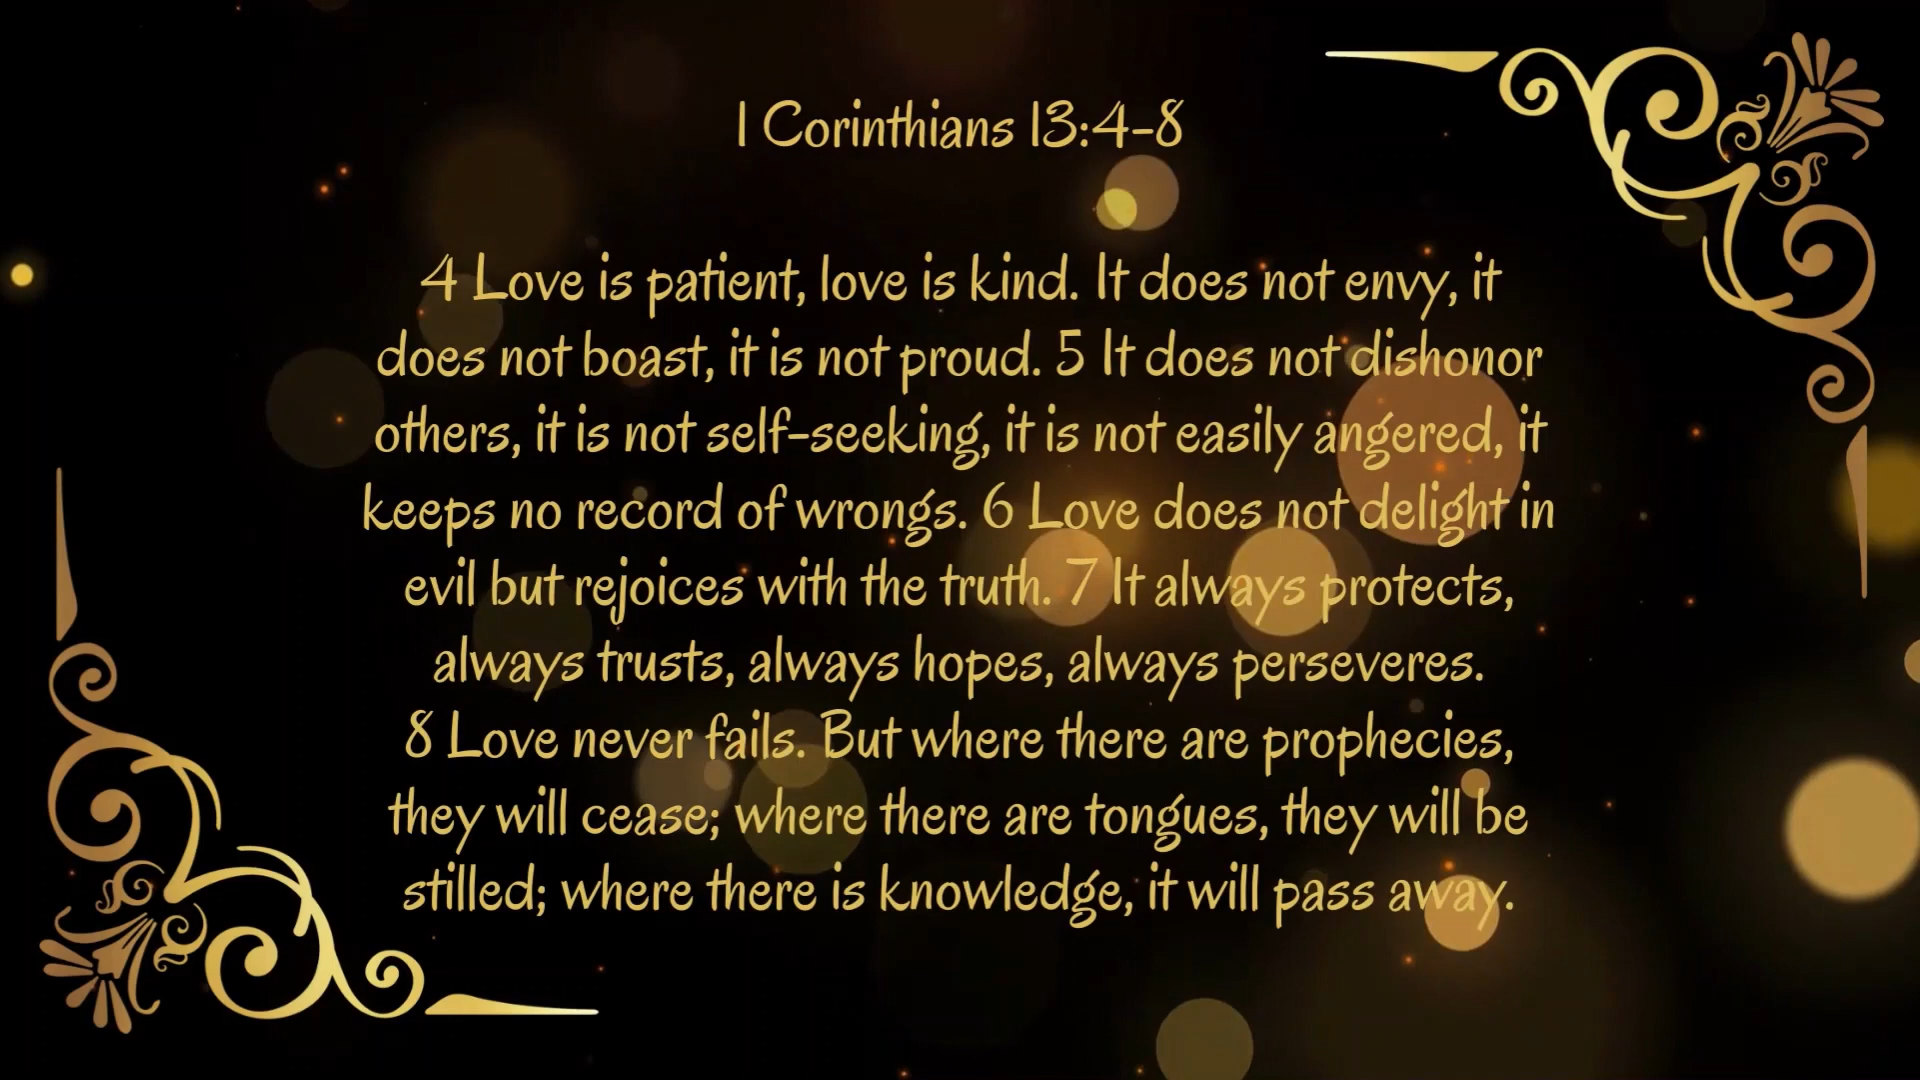 1 Corinthians 13:4-8
4 Love is patient, love is kind. It does not envy, it
does not boast, it is not proud. 5 It does not dishonor
others, it is not self-seeking, it is not easily angered, it
keeps no record of wrongs. 6 Love does not delight in
evil but rejoices with the truth. 7 It always protects,
always trusts, always hopes, always perseveres.
8 Love never fails. But where there are prophecies,
they will cease; where there are tongues, they will be
stilled; where there is knowledge, it will pass away.